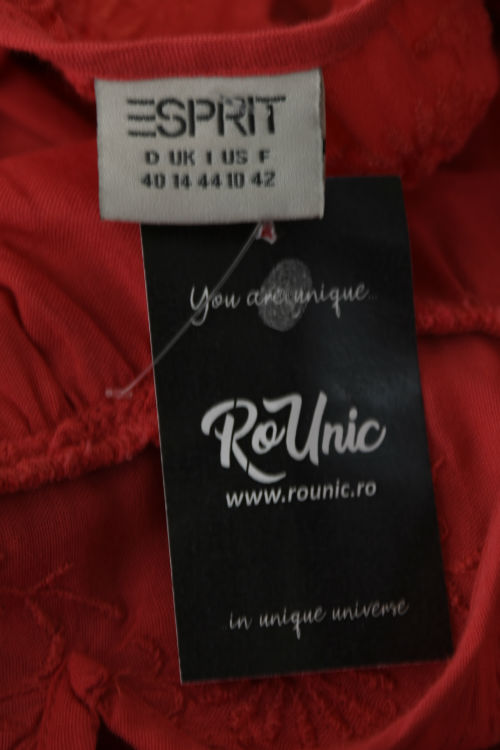 ESPRIT
D UK I US F
40 14 44 10 42
You are unique...
RoUnic
www.rounic.ro
...in unique universe